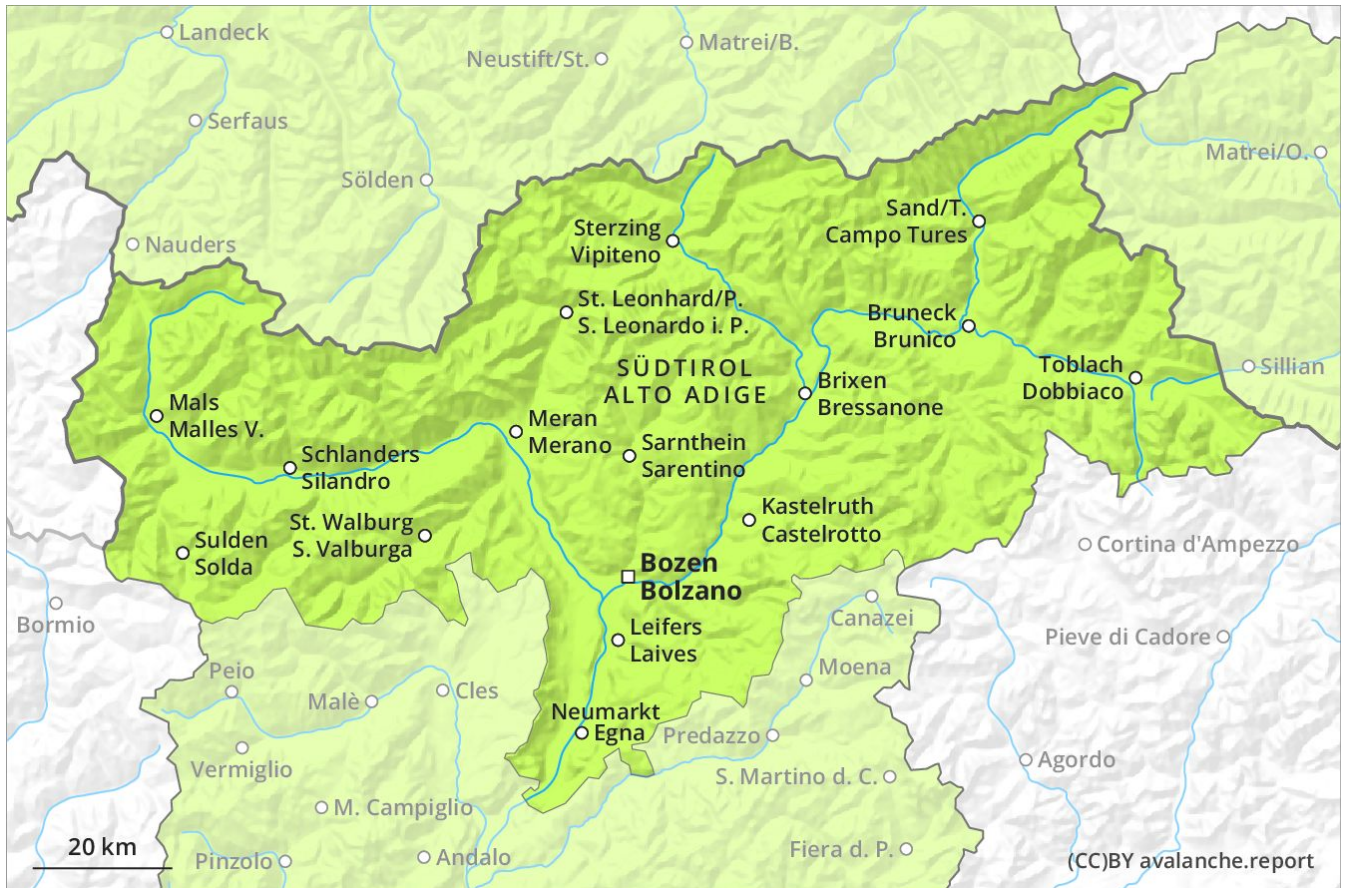 Landeck
Neustift/St.
Matrei/B.
Serfaus
Matrei/O.
Sölden
Nauders
Sand/T.
Campo Tures
Sterzing
Vipiteno
St. Leonhard/P.
S. Leonardo i. P.
Bruneck
Brunico
SÜDTIROL
ALTO ADIGE
Toblach
Dobbiaco
Sillian
Brixen
Bressanone
Mals
Malles V.
Meran
Merano
Sarnthein
Sarentino
Schlanders
Silandro
Kastelruth
Castelrotto
St. Walburg
S. Valburga
Sulden
Solda
Cortina d'Ampezzo
Bozen
Bolzano
Bormio
Canazei
Leifers
Laives
Pieve di Cadore
Peio
Moena
Malè
Cles
Neumarkt
Egna
Predazzo
Vermiglio
Agordo
S. Martino d. C.
M. Campiglio
20 km
Pinzolo
Andalo
Fiera d. P.
(CC)BY avalanche.report